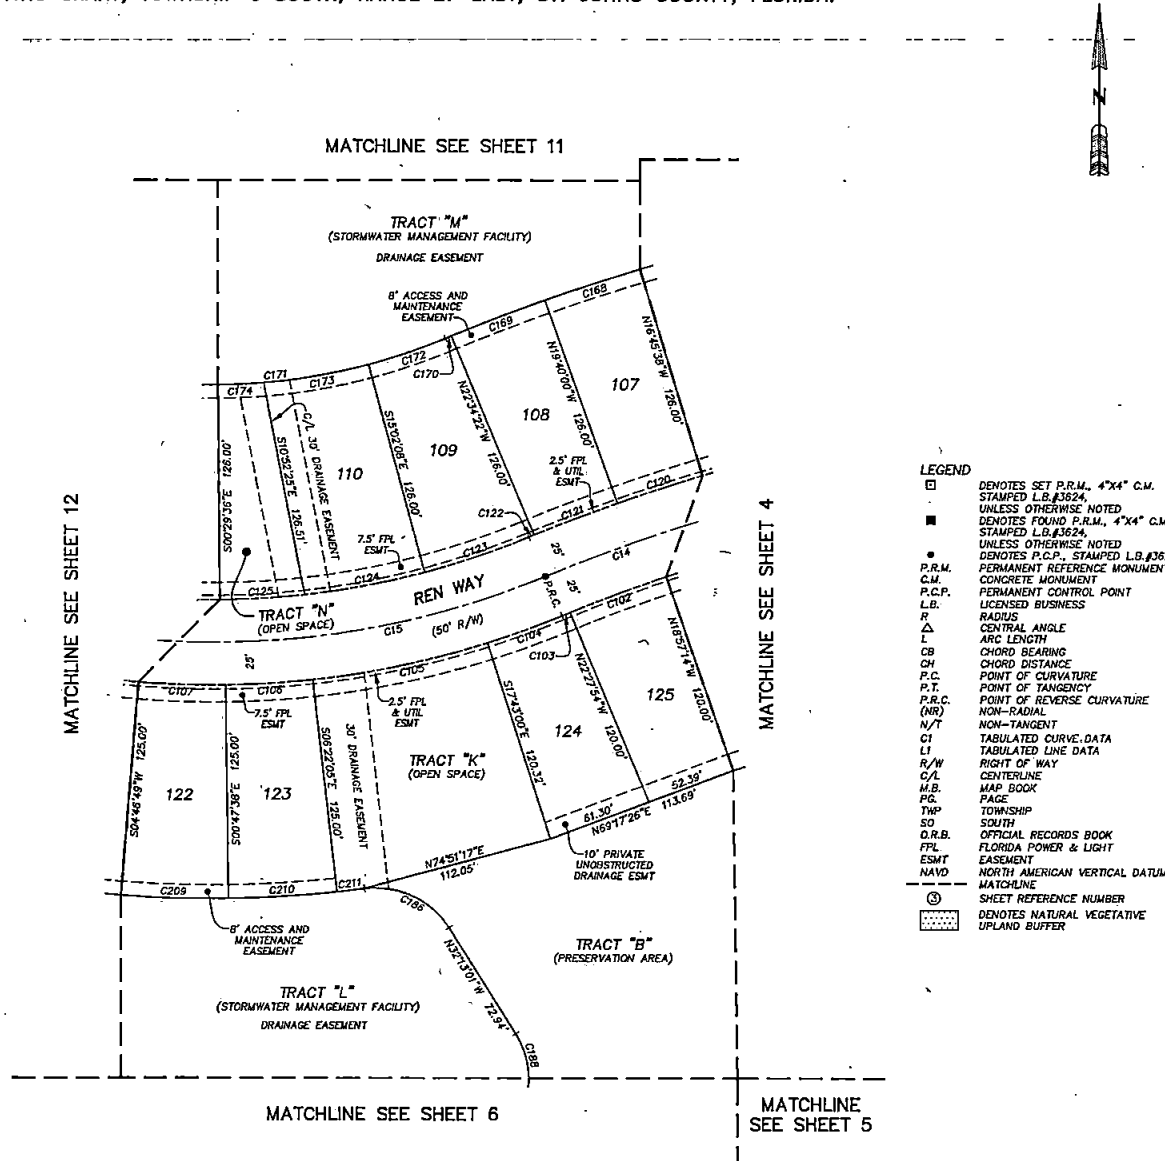 COUNTY, FLORIDA.
N
MATCHLINE SEE SHEET 11
TRACT "M"
(STORMWATER MANAGEMENT FACILITY)
DRAINAGE EASEMENT
8' ACCESS AND
MAINTENANCE
EASEMENT
C168
C169
C170
C172
C171
C173
C174
N16°45'38"W 126.00'
N19°40'00"W 126.00'
N22°34'22"W 126.00'
S15°02'08"E 126.00'
C/L 30' DRAINAGE EASEMENT
S10°52'25"E 126.51'
S00°29'36"E 126.00'
107
108
109
110
2.5' FPL
& UTIL
ESMT
C120
C121
C122
C123
7.5' FPL
ESMT
C124
C125
TRACT "N"
(OPEN SPACE)
REN WAY
(50' R/W)
C14
C15
25'
25'
P.R.C.
25'
MATCHLINE SEE SHEET 12
MATCHLINE SEE SHEET 4
C102
C103
C104
C105
C106
C107
7.5' FPL
ESMT
2.5' FPL
& UTIL
ESMT
S04°46'49"W 125.00'
S00°47'38"E 125.00'
S06°22'05"E 125.00'
30' DRAINAGE EASEMENT
S17°43'00"E 120.32'
N22°27'54"W 120.00'
N18°57'14"W 120.00'
122
123
TRACT "K"
(OPEN SPACE)
124
125
52.39'
61.30'
N69°17'26"E 113.69'
N74°51'17"E
112.05'
10' PRIVATE
UNOBSTRUCTED
DRAINAGE ESMT
C209
C210
C211
C186
8' ACCESS AND
MAINTENANCE
EASEMENT
N32°13'01"W 72.94'
C188
TRACT "B"
(PRESERVATION AREA)
TRACT "L"
(STORMWATER MANAGEMENT FACILITY)
DRAINAGE EASEMENT
MATCHLINE SEE SHEET 6
MATCHLINE
SEE SHEET 5
LEGEND
DENOTES SET P.R.M., 4"X4" C.M.
STAMPED L.B.#3624,
UNLESS OTHERWISE NOTED
DENOTES FOUND P.R.M., 4"X4" C.M.
STAMPED L.B.#3624,
UNLESS OTHERWISE NOTED
DENOTES P.C.P., STAMPED L.B.#36
P.R.M. PERMANENT REFERENCE MONUMENT
C.M. CONCRETE MONUMENT
P.C.P. PERMANENT CONTROL POINT
L.B. LICENSED BUSINESS
R RADIUS
Δ CENTRAL ANGLE
L ARC LENGTH
CB CHORD BEARING
CH CHORD DISTANCE
P.C. POINT OF CURVATURE
P.T. POINT OF TANGENCY
P.R.C. POINT OF REVERSE CURVATURE
(NR) NON-RADIAL
N/T NON-TANGENT
C1 TABULATED CURVE DATA
L1 TABULATED LINE DATA
R/W RIGHT OF WAY
C/L CENTERLINE
M.B. MAP BOOK
PG. PAGE
TWP TOWNSHIP
SO SOUTH
O.R.B. OFFICIAL RECORDS BOOK
FPL FLORIDA POWER & LIGHT
ESMT EASEMENT
NAVD NORTH AMERICAN VERTICAL DATUM
MATCHLINE
3 SHEET REFERENCE NUMBER
DENOTES NATURAL VEGETATIVE
UPLAND BUFFER